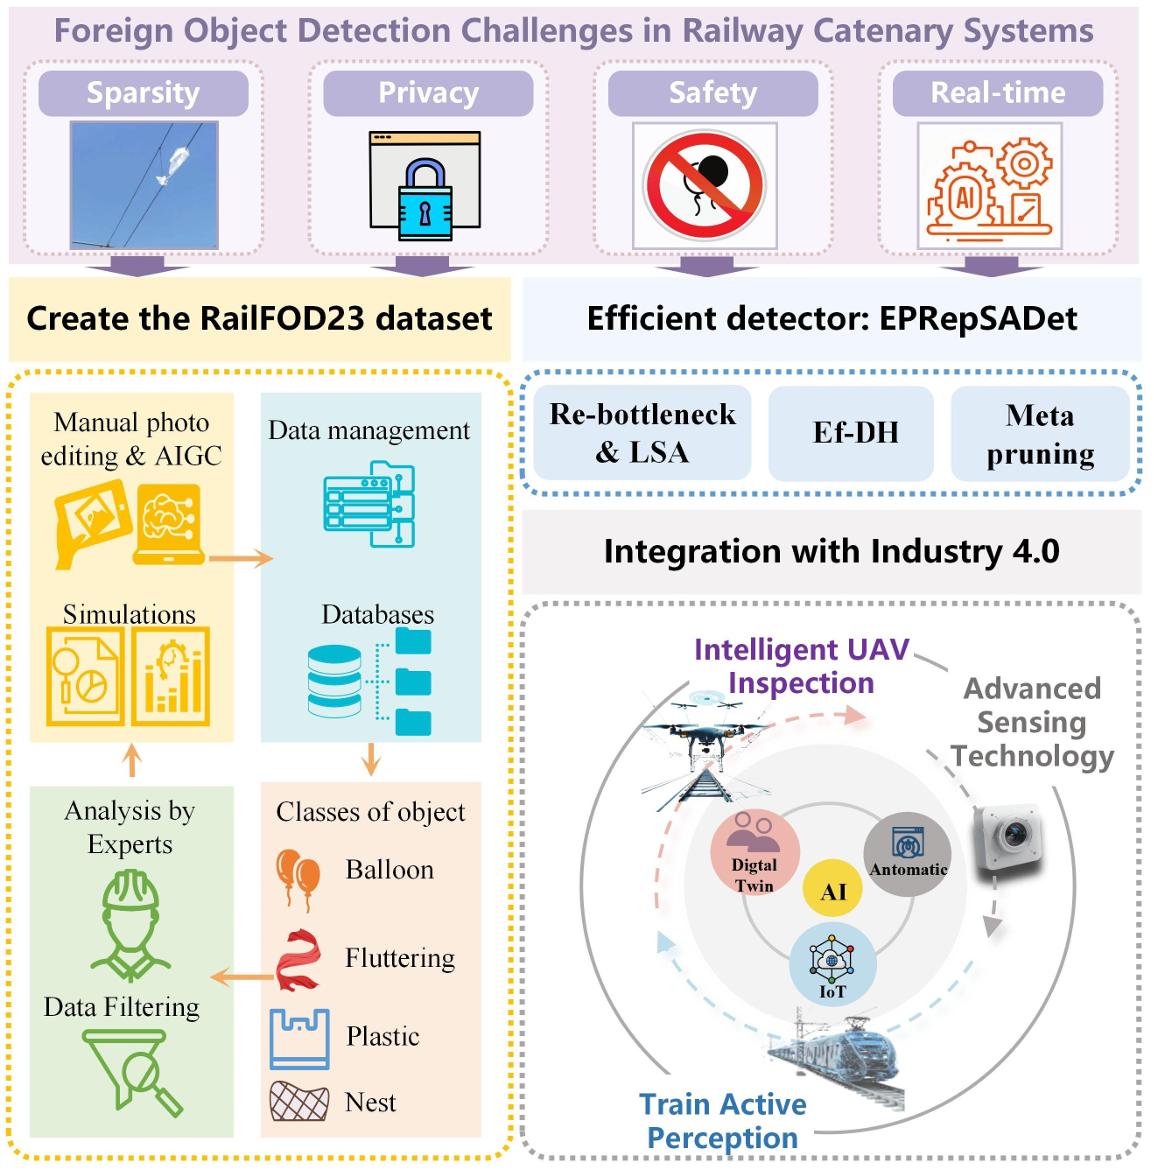 Foreign Object Detection Challenges in Railway Catenary Systems
Sparsity
Privacy
Safety
Real-time
AI
Create the RailFOD23 dataset
Efficient detector: EPRepSADet
Manual photo
editing & AIGC
Data management
Simulations
Databases
Analysis by
Experts
Data Filtering
Classes of object
Balloon
Fluttering
Plastic
Nest
Re-bottleneck
& LSA
Ef-DH
Meta
pruning
Integration with Industry 4.0
Intelligent UAV
Inspection
Advanced
Sensing
Technology
Digtal
Twin
Antomatic
AI
IoT
Train Active
Perception